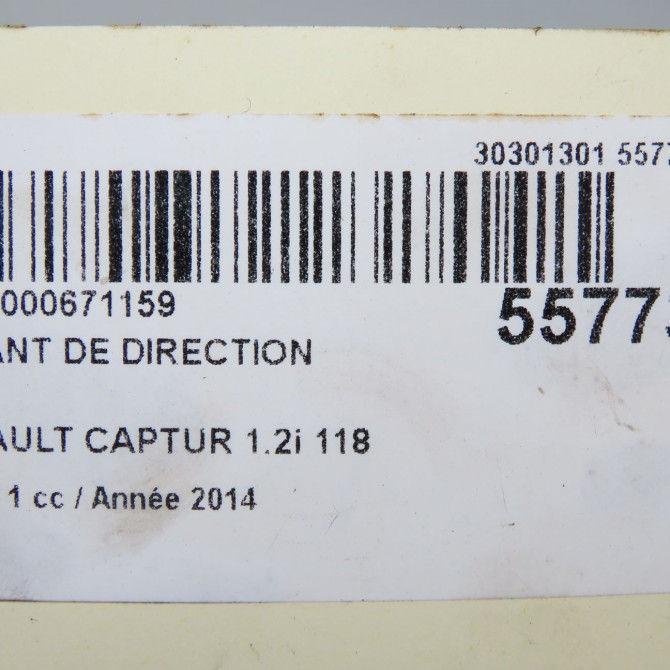 30301301 5577
000671159
5577
ANT DE DIRECTION
AULT CAPTUR 1.2i 118
1 cc / Année 2014